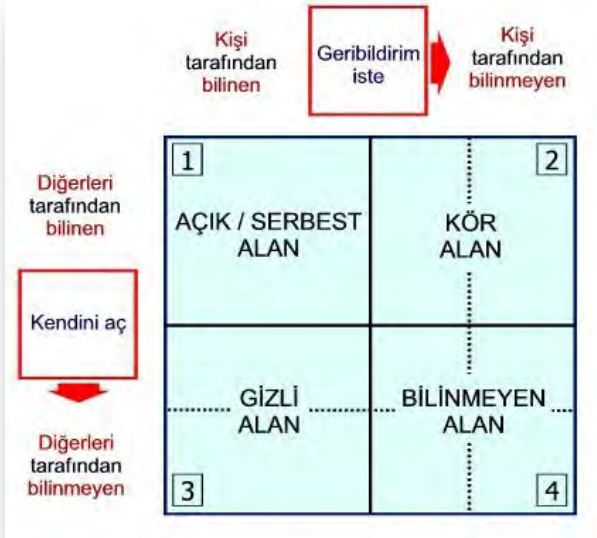 Kişi
tarafından
bilinen
Geribildirim
iste
Kişi
tarafından
bilinmeyen
Diğerleri
tarafından
bilinen
1
2
AÇIK / SERBEST
ALAN
KÖR
ALAN
Kendini aç
GİZLİ
ALAN
BİLİNMEYEN
ALAN
Diğerleri
tarafından
bilinmeyen
3
4